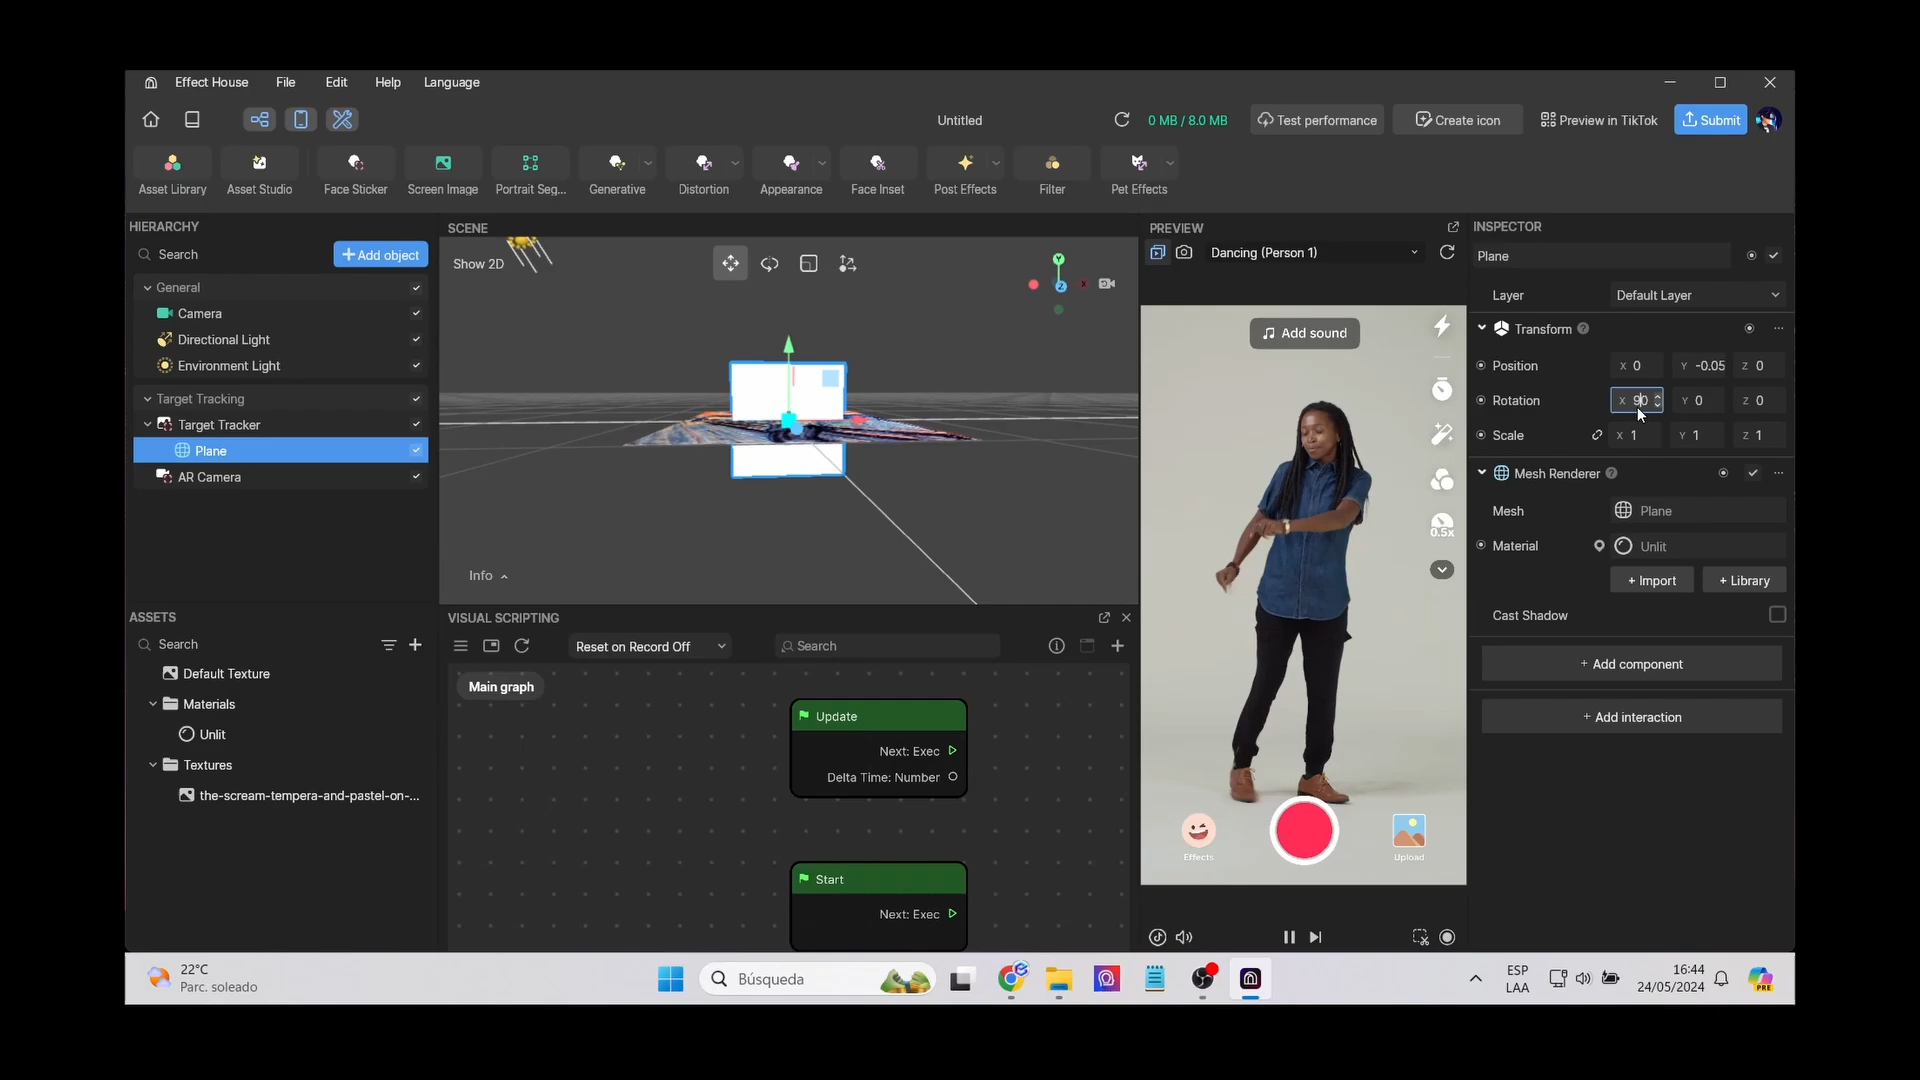 Effect House File Edit Help Language
Untitled 0 MB / 8.0 MB Test performance Create icon Preview in TikTok Submit
Asset Library Asset Studio Face Sticker Screen Image Portrait Seg... Generative Distortion Appearance Face Inset Post Effects Filter Pet Effects
HIERARCHY
Search + Add object
General
Camera
Directional Light
Environment Light
Target Tracking
Target Tracker
Plane
AR Camera
SCENE
Show 2D
Y
Z
X
Info
PREVIEW
Dancing (Person 1)
Add sound
0.5x
Effects
Upload
INSPECTOR
Plane
Layer Default Layer
Transform
Position X 0 Y -0.05 Z 0
Rotation X 90 Y 0 Z 0
Scale X 1 Y 1 Z 1
Mesh Renderer
Mesh Plane
Material Unlit
+ Import + Library
Cast Shadow
+ Add component
+ Add interaction
ASSETS
Search
Default Texture
Materials
Unlit
Textures
the-scream-tempera-and-pastel-on-...
VISUAL SCRIPTING
Reset on Record Off Search
Main graph
Update
Next: Exec
Delta Time: Number
Start
Next: Exec
22°C
Parc. soleado
Búsqueda
ESP
LAA
16:44
24/05/2024
PRE